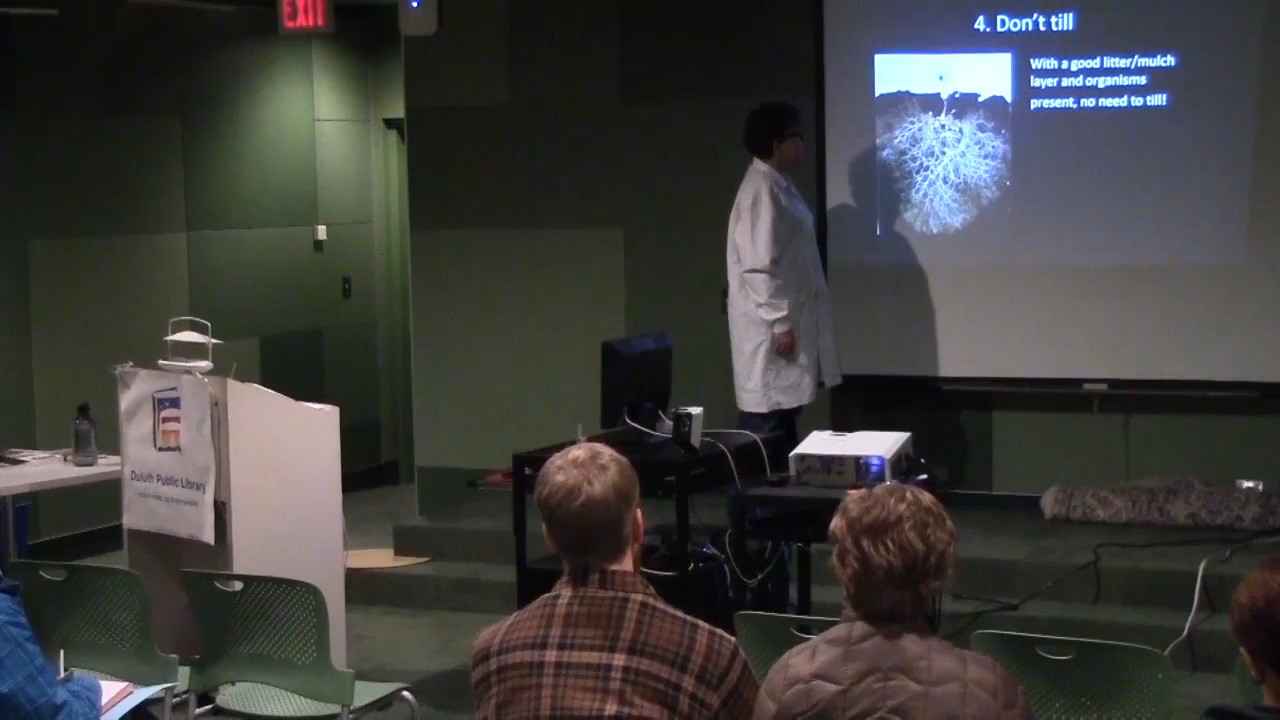 EXIT
4. Don't till
With a good litter/mulch
layer and organisms
present, no need to till!
Duluth Public Library